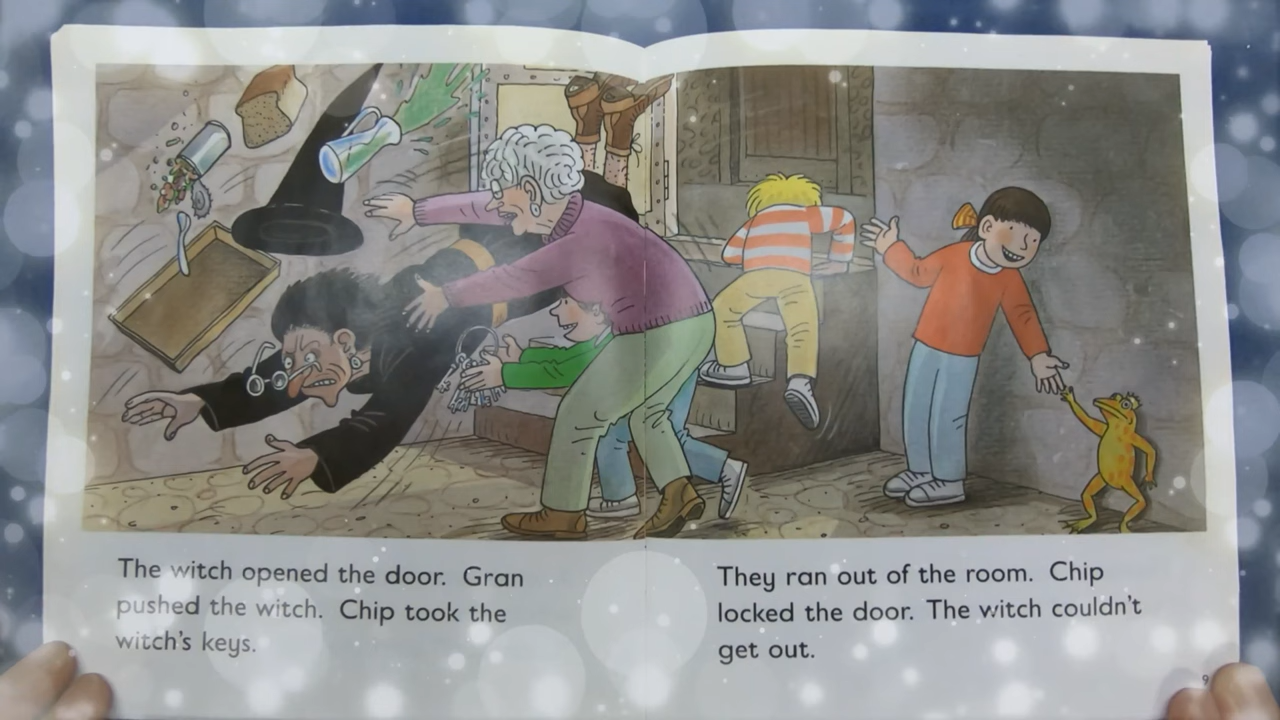 The witch opened the door. Gran
pushed the witch. Chip took the
witch's keys.
They ran out of the room. Chip
locked the door. The witch couldn't
get out.
9